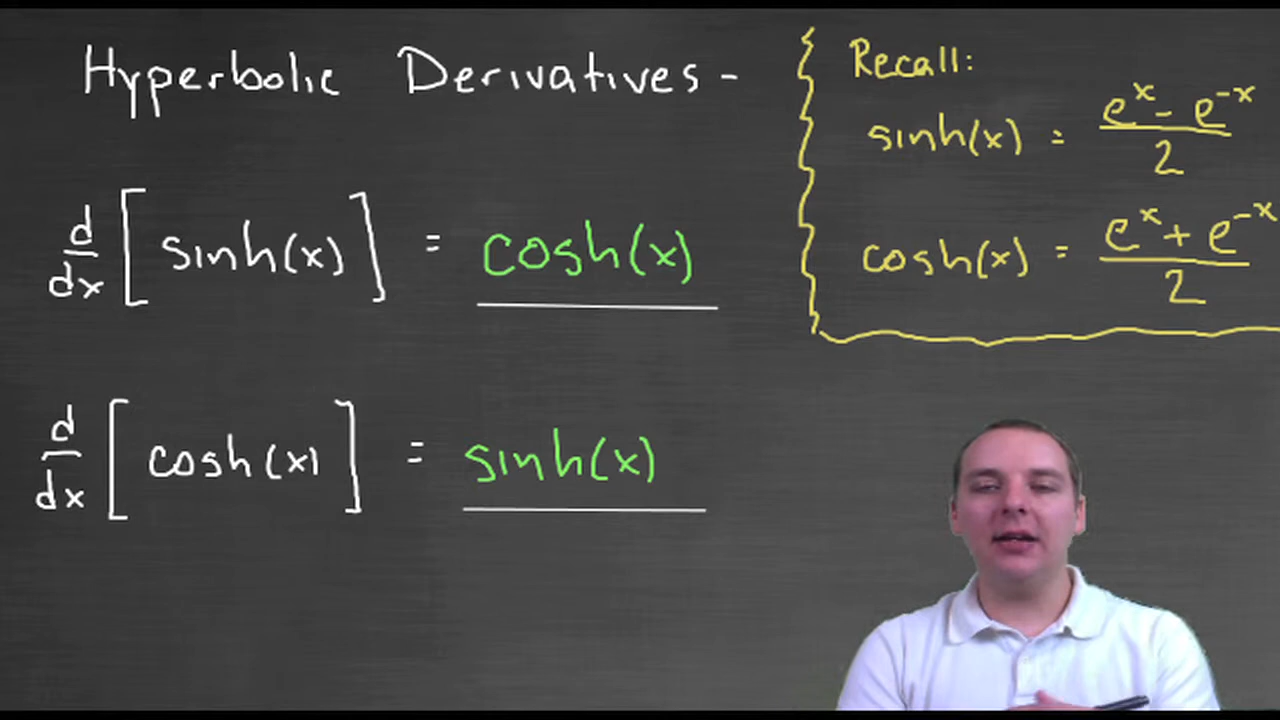 Hyperbolic Derivatives -
d/dx [ sinh(x) ] = cosh(x)
d/dx [ cosh(x) ] = sinh(x)
Recall:
sinh(x) = (e^x - e^-x)/2
cosh(x) = (e^x + e^-x)/2